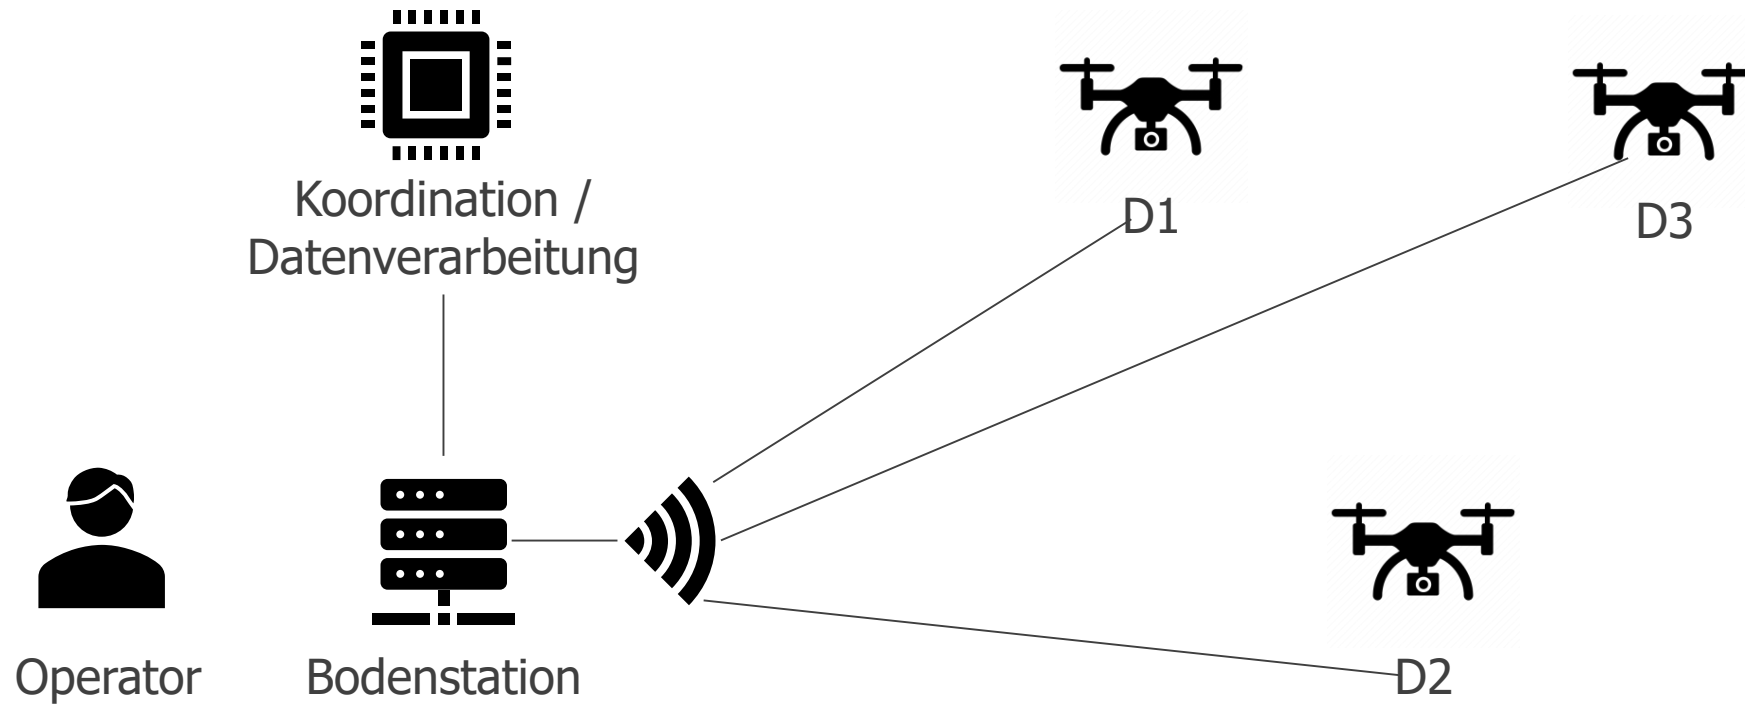 Koordination /
Datenverarbeitung
D1
D3
Operator
Bodenstation
D2